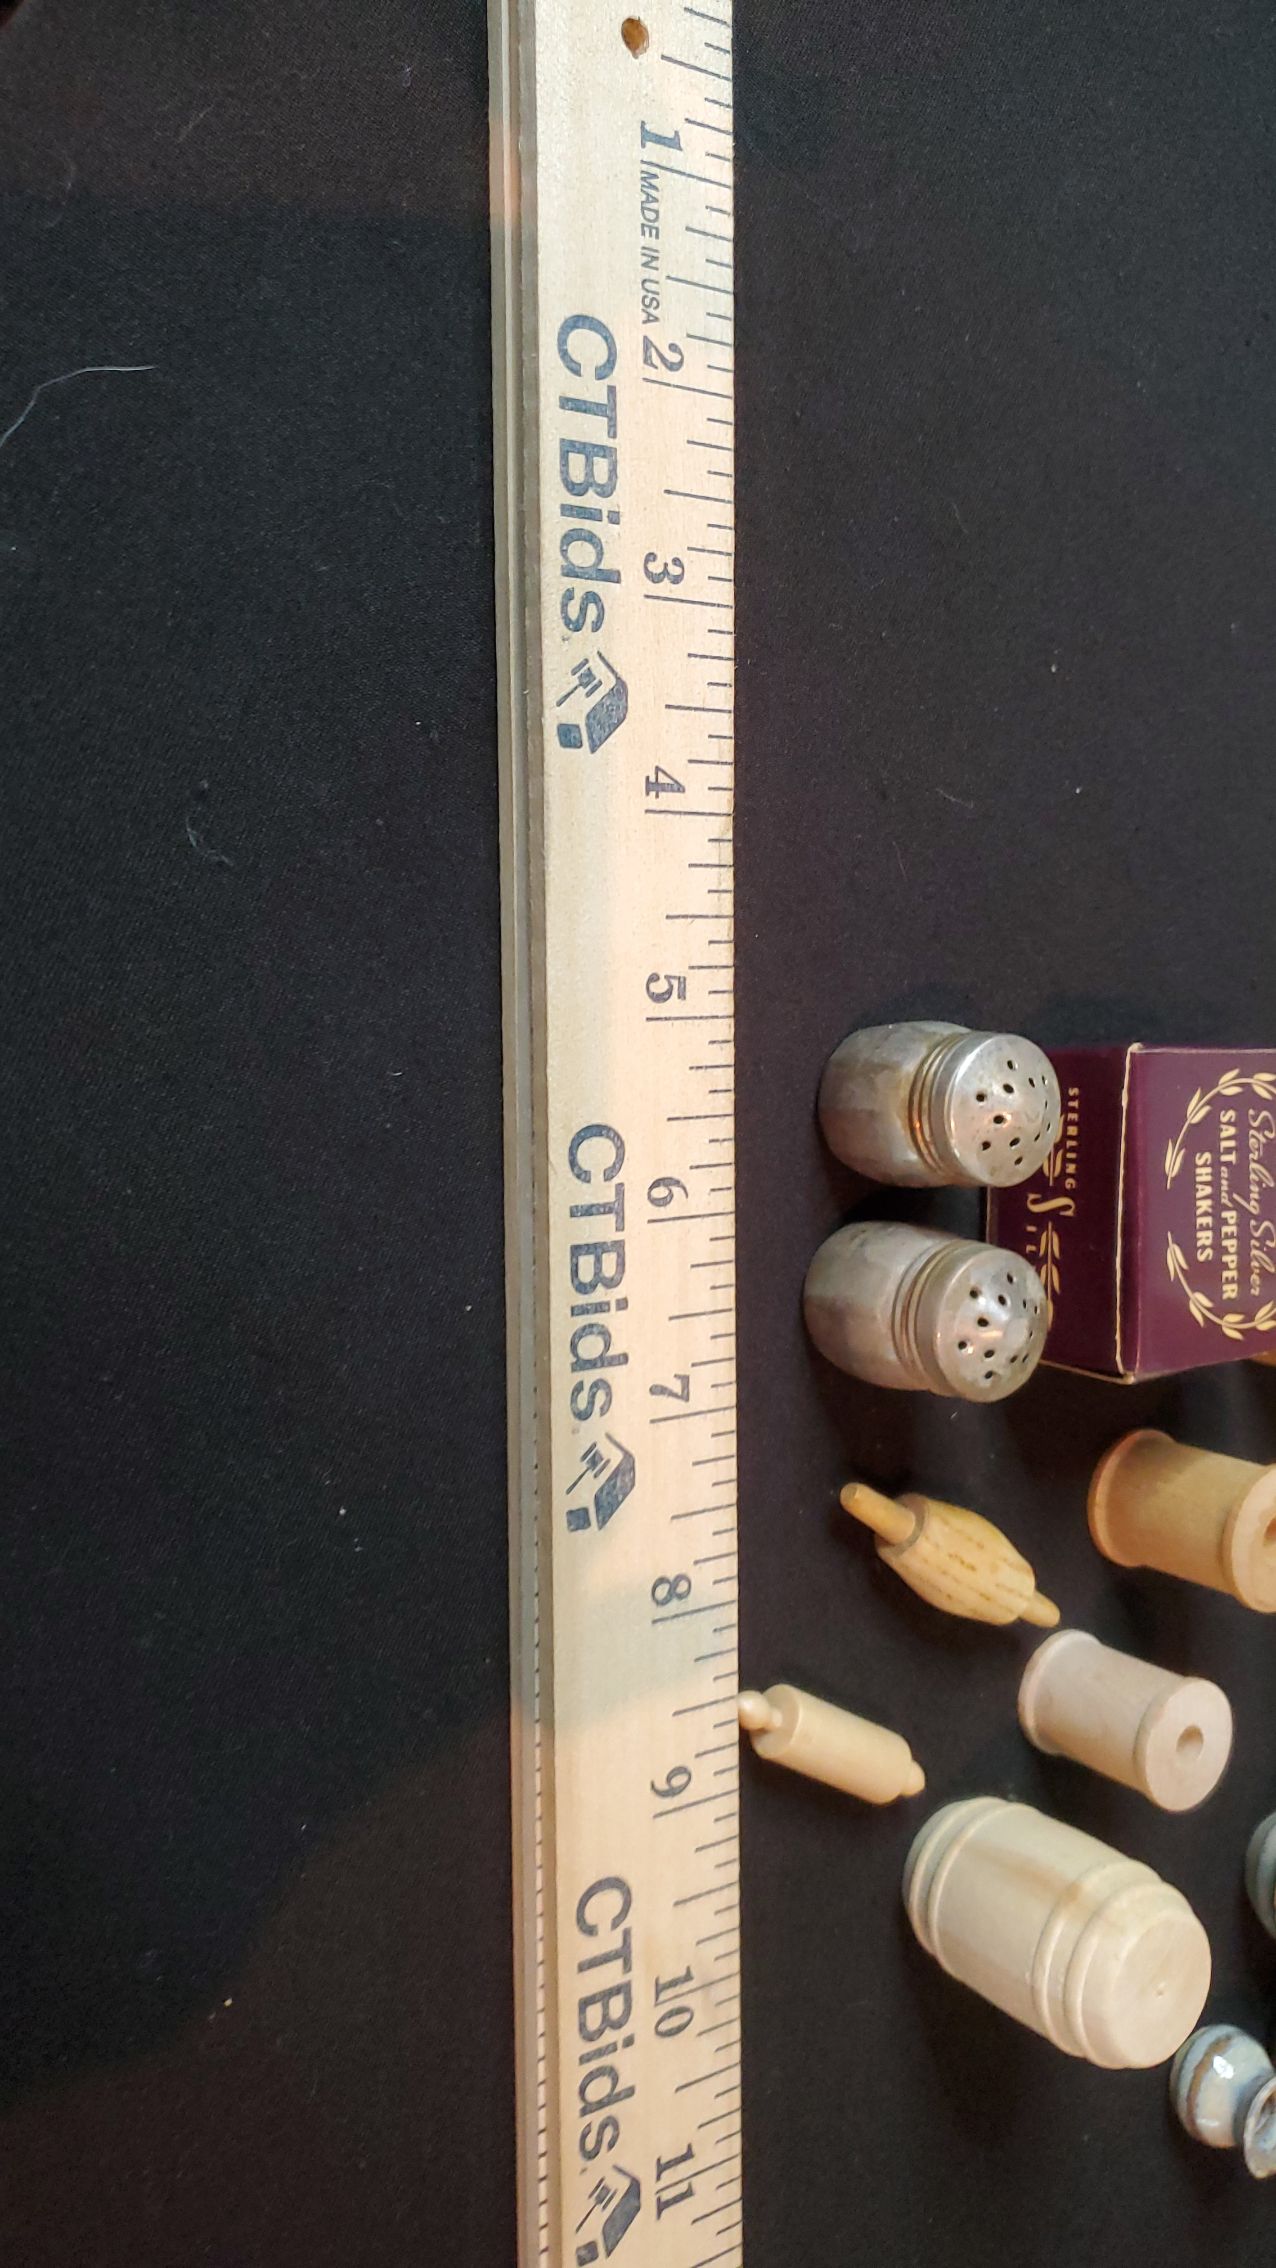 1
MADE IN USA
2
3
4
5
6
7
8
9
10
11
CTBids
CTBids
CTBids
STERLING
Sterling Silver
SALT and PEPPER
SHAKERS